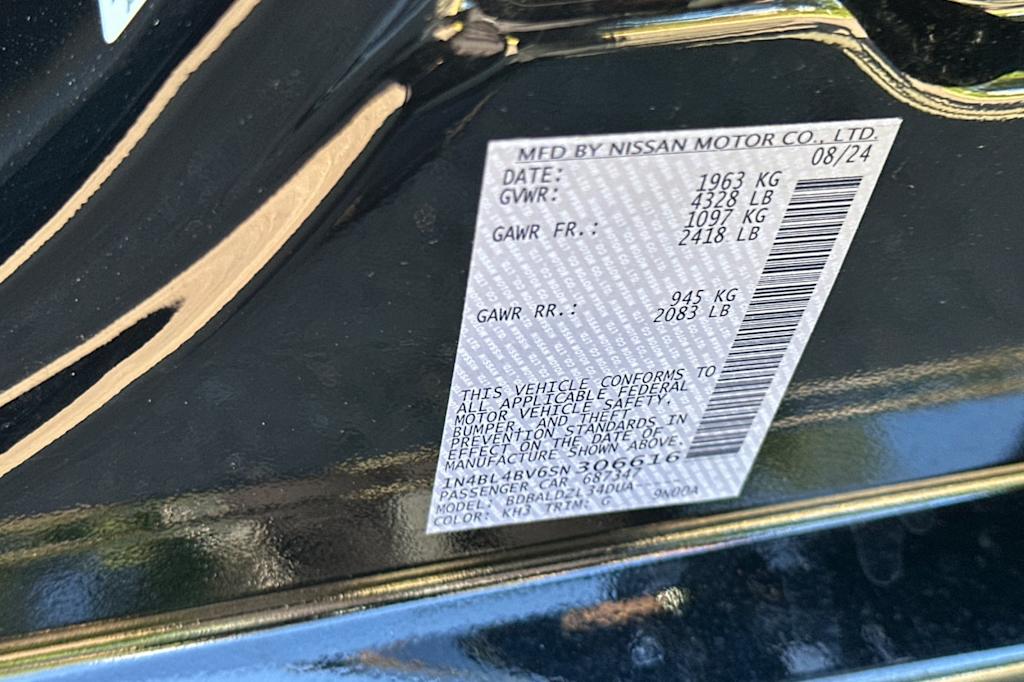 MFD BY NISSAN MOTOR CO., LTD.
DATE: 08/24
GVWR: 1963 KG
4328 LB
GAWR FR.: 1097 KG
2418 LB
GAWR RR.: 945 KG
2083 LB
THIS VEHICLE CONFORMS TO
ALL APPLICABLE FEDERAL
MOTOR VEHICLE SAFETY,
BUMPER, AND THEFT
PREVENTION STANDARDS IN
EFFECT ON THE DATE OF
MANUFACTURE SHOWN ABOVE.
1N4BL4BV6SN306616
PASSENGER CAR 687347
MODEL: BDBALDZL34DUA-----
COLOR: KH3 TRIM: G 9N00A